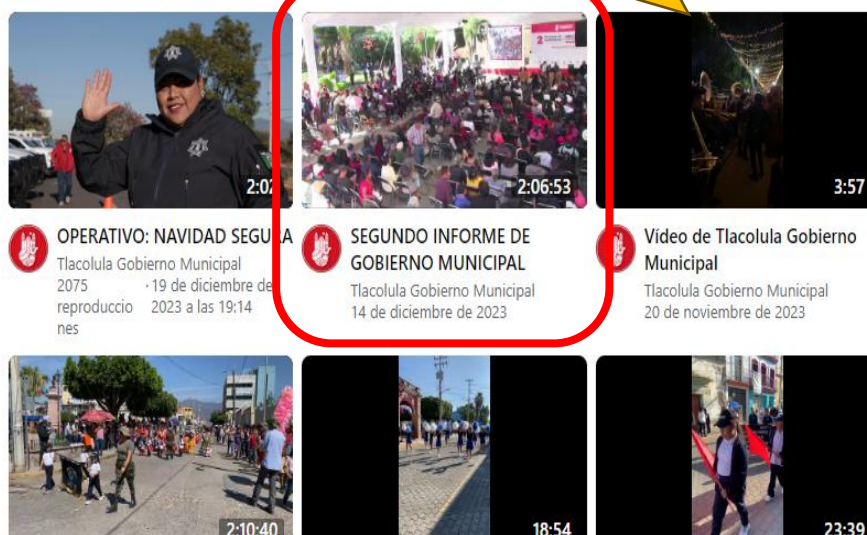 2:02
2:06:53
3:57
OPERATIVO: NAVIDAD SEGURA
Tlacolula Gobierno Municipal
2075 reproduccio nes
· 19 de diciembre de 2023 a las 19:14
SEGUNDO INFORME DE
GOBIERNO MUNICIPAL
Tlacolula Gobierno Municipal
14 de diciembre de 2023
Vídeo de Tlacolula Gobierno
Municipal
Tlacolula Gobierno Municipal
20 de noviembre de 2023
2:10:40
18:54
23:39